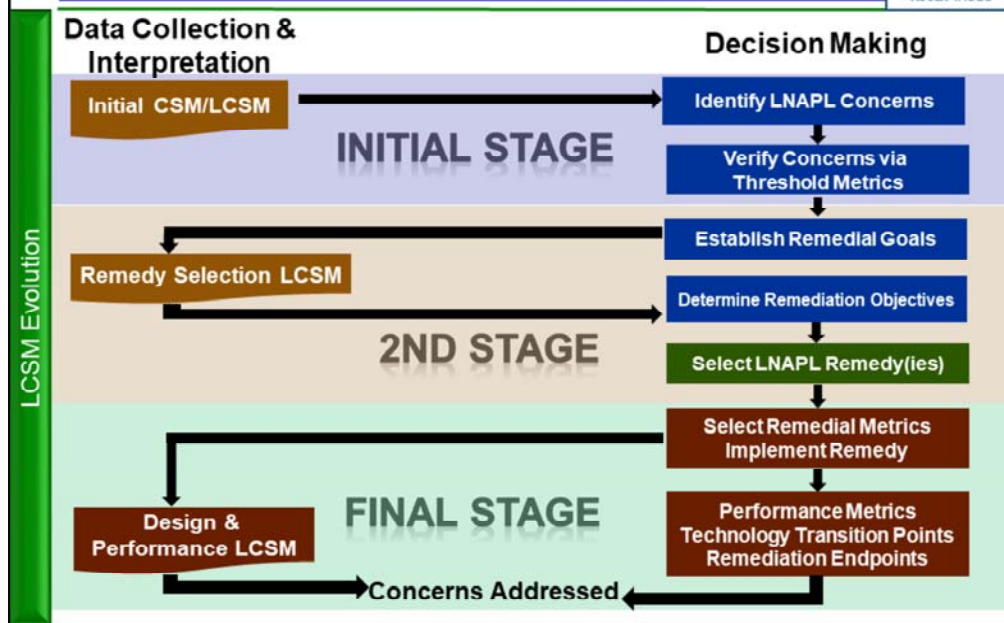 Data Collection &
Interpretation
Decision Making
Initial CSM/LCSM
Identify LNAPL Concerns
INITIAL STAGE
Verify Concerns via
Threshold Metrics
Establish Remedial Goals
Remedy Selection LCSM
Determine Remediation Objectives
2ND STAGE
Select LNAPL Remedy(ies)
Select Remedial Metrics
Implement Remedy
FINAL STAGE
Design &
Performance LCSM
Performance Metrics
Technology Transition Points
Remediation Endpoints
Concerns Addressed
LCSM Evolution